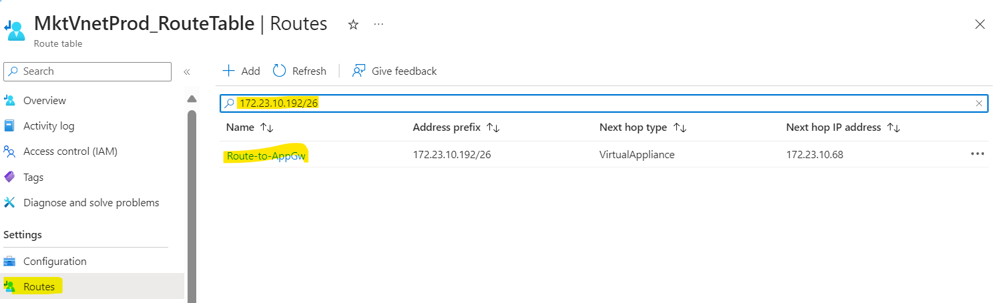 MktVnetProd_RouteTable | Routes
Route table
Search
Add Refresh Give feedback
Overview
Activity log
Access control (IAM)
Tags
Diagnose and solve problems
Settings
Configuration
Routes
172.23.10.192/26
Name Address prefix Next hop type Next hop IP address
Route-to-AppGw 172.23.10.192/26 VirtualAppliance 172.23.10.68